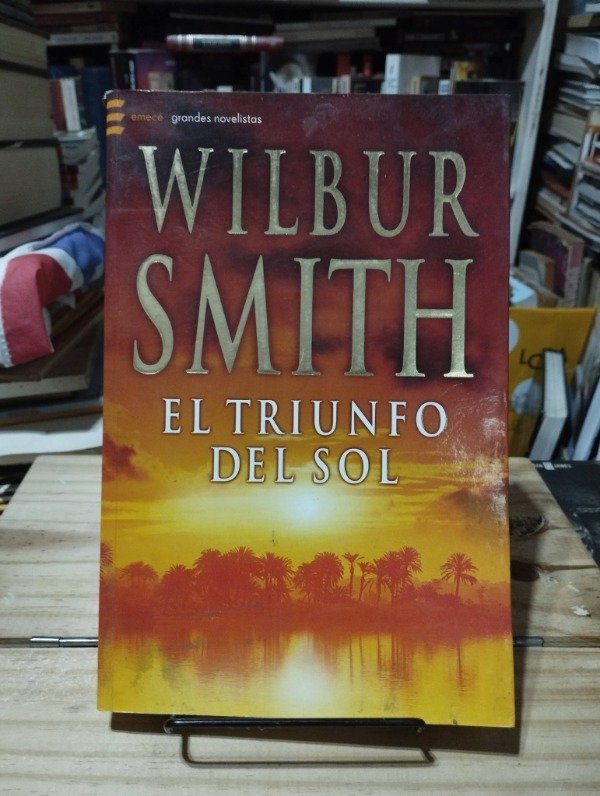 emecé grandes novelistas
WILBUR
SMITH
EL TRIUNFO
DEL SOL